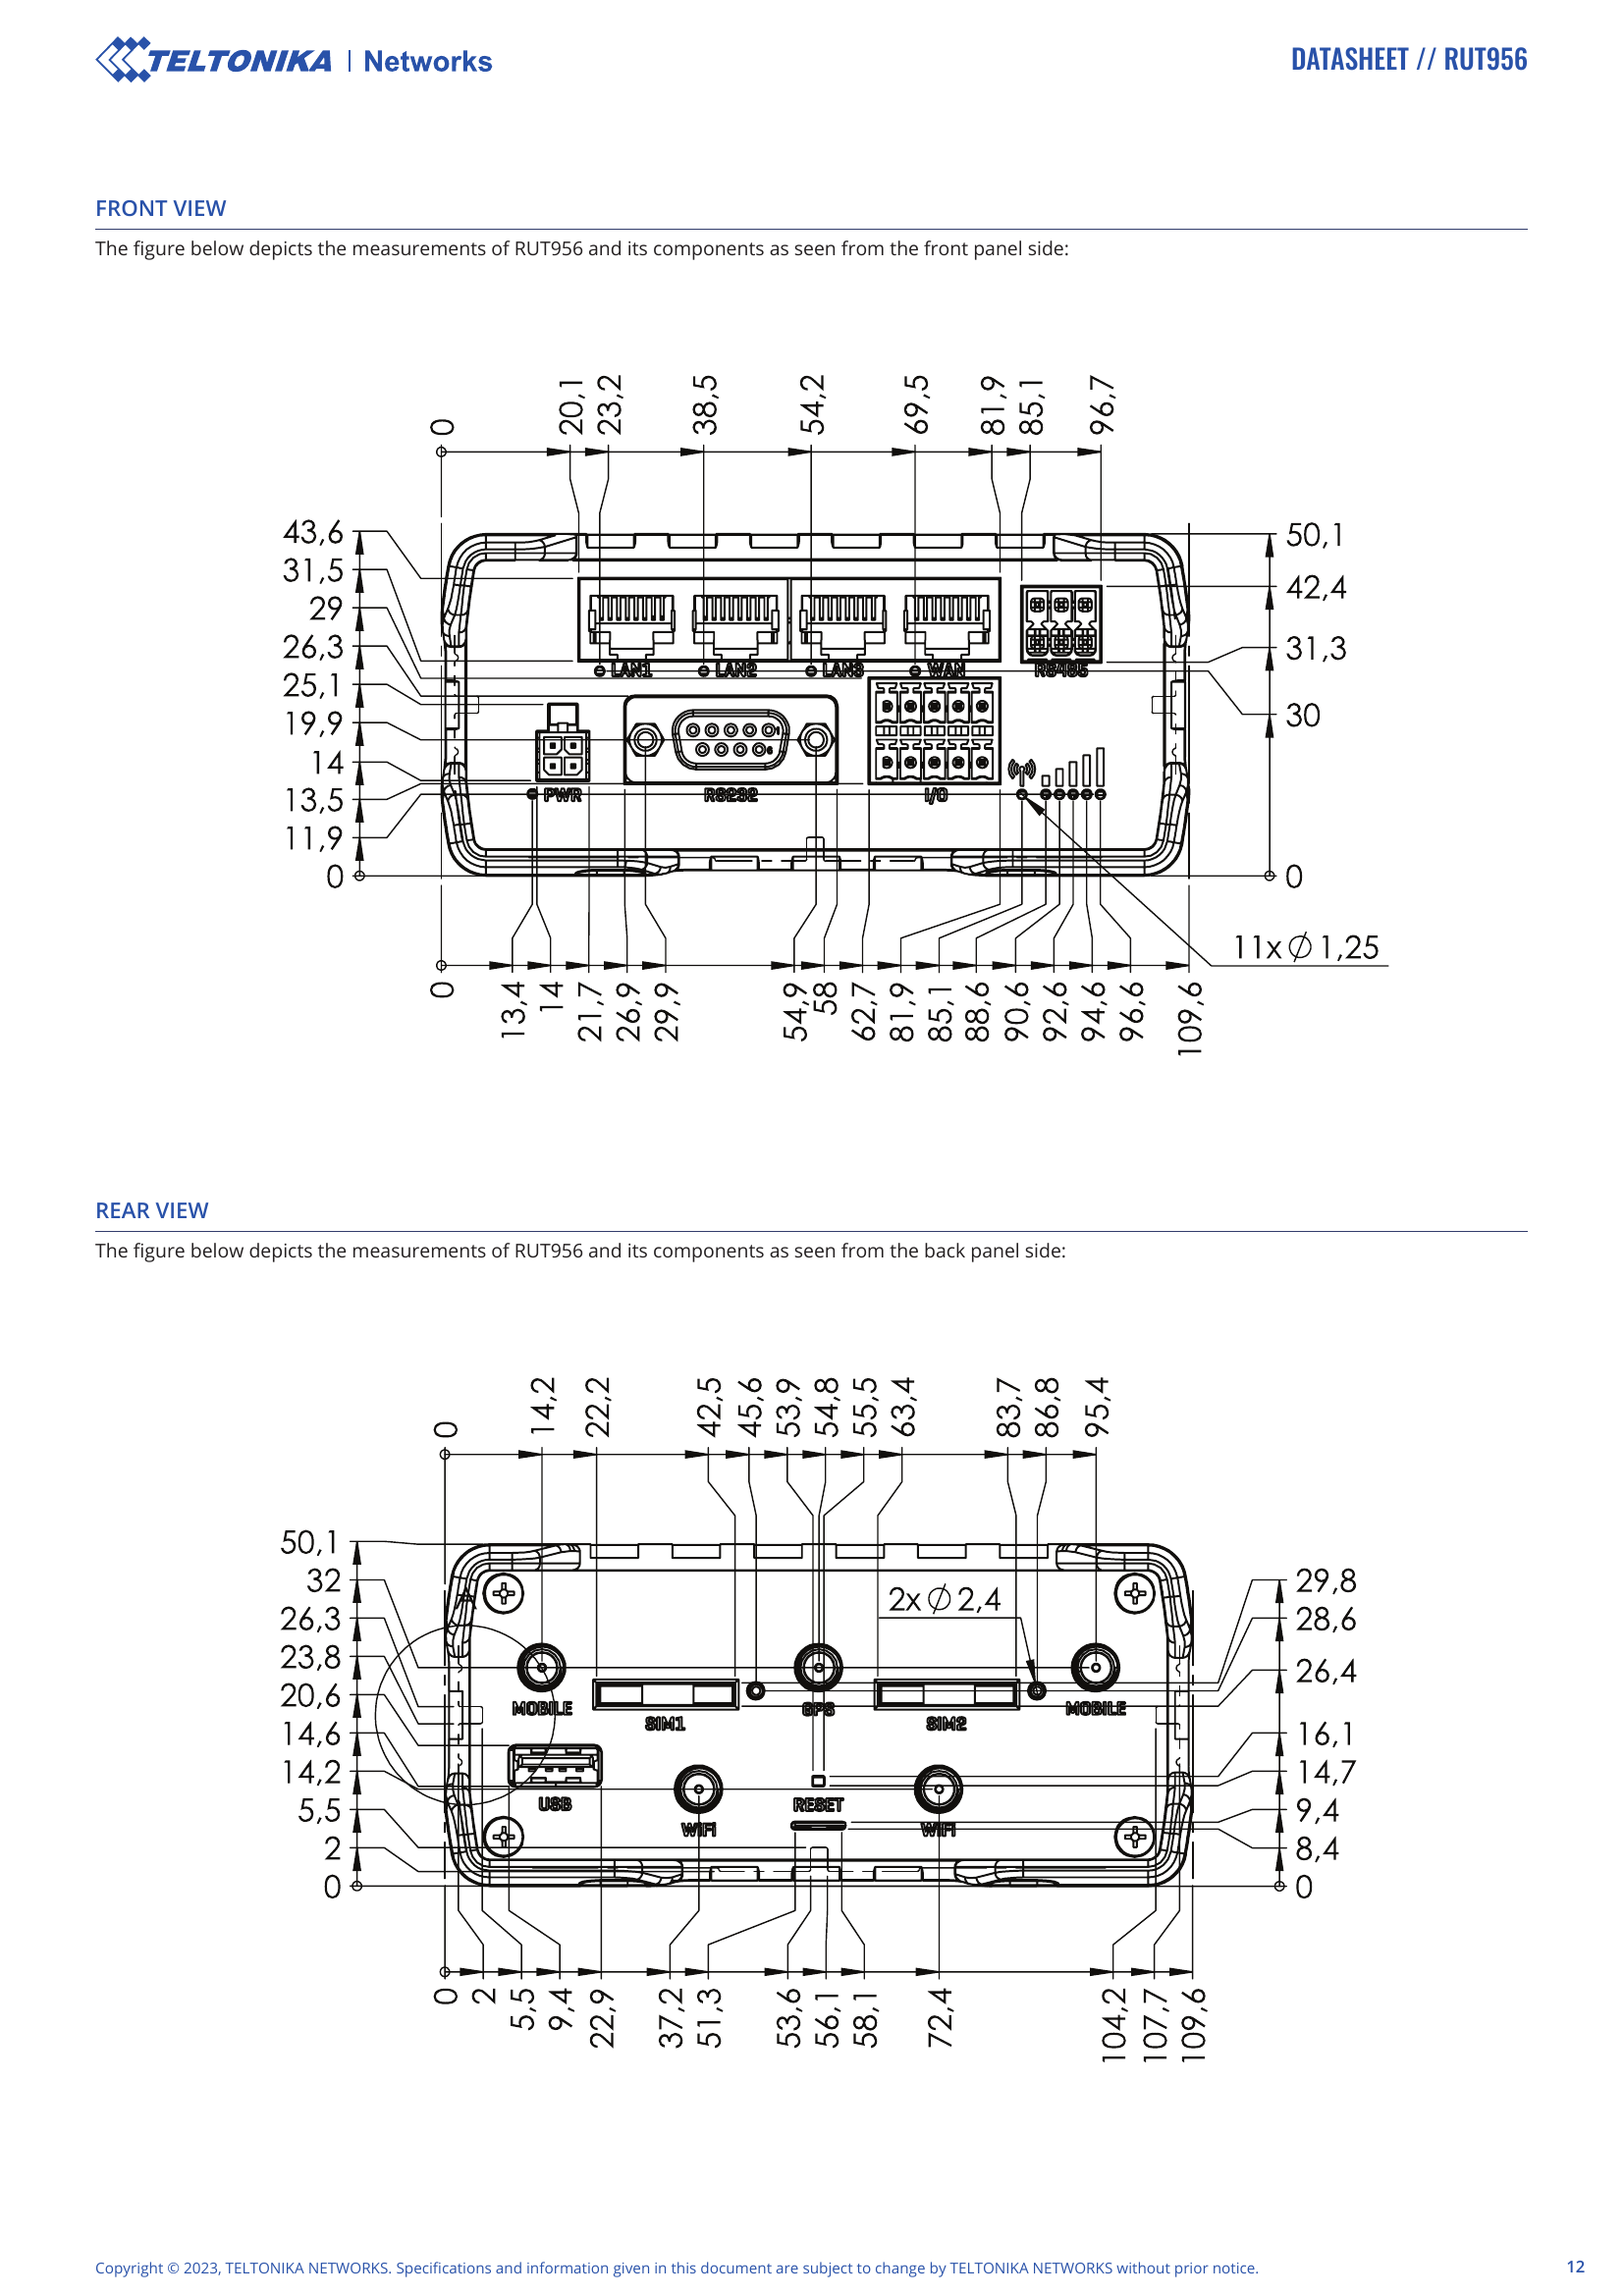 TELTONIKA | Networks
DATASHEET // RUT956
FRONT VIEW
The figure below depicts the measurements of RUT956 and its components as seen from the front panel side:
0 20,1 23,2 38,5 54,2 69,5 81,9 85,1 96,7
43,6
31,5
29
26,3
25,1
19,9
14
13,5
11,9
0
50,1
42,4
31,3
30
0
LAN1 LAN2 LAN3 WAN RS485
1
6
PWR RS232 I/O
11x Ø 1,25
0 13,4 14 21,7 26,9 29,9 54,9 58 62,7 81,9 85,1 88,6 90,6 92,6 94,6 96,6 109,6
REAR VIEW
The figure below depicts the measurements of RUT956 and its components as seen from the back panel side:
0 14,2 22,2 42,5 45,6 53,9 54,8 55,5 63,4 83,7 86,8 95,4
50,1
32
26,3
23,8
20,6
14,6
14,2
5,5
2
0
29,8
28,6
26,4
16,1
14,7
9,4
8,4
0
A
2x Ø 2,4
MOBILE SIM1 GPS SIM2 MOBILE
USB WiFi RESET WiFi
0 2 5,5 9,4 22,9 37,2 51,3 53,6 56,1 58,1 72,4 104,2 107,7 109,6
Copyright © 2023, TELTONIKA NETWORKS. Specifications and information given in this document are subject to change by TELTONIKA NETWORKS without prior notice.
12